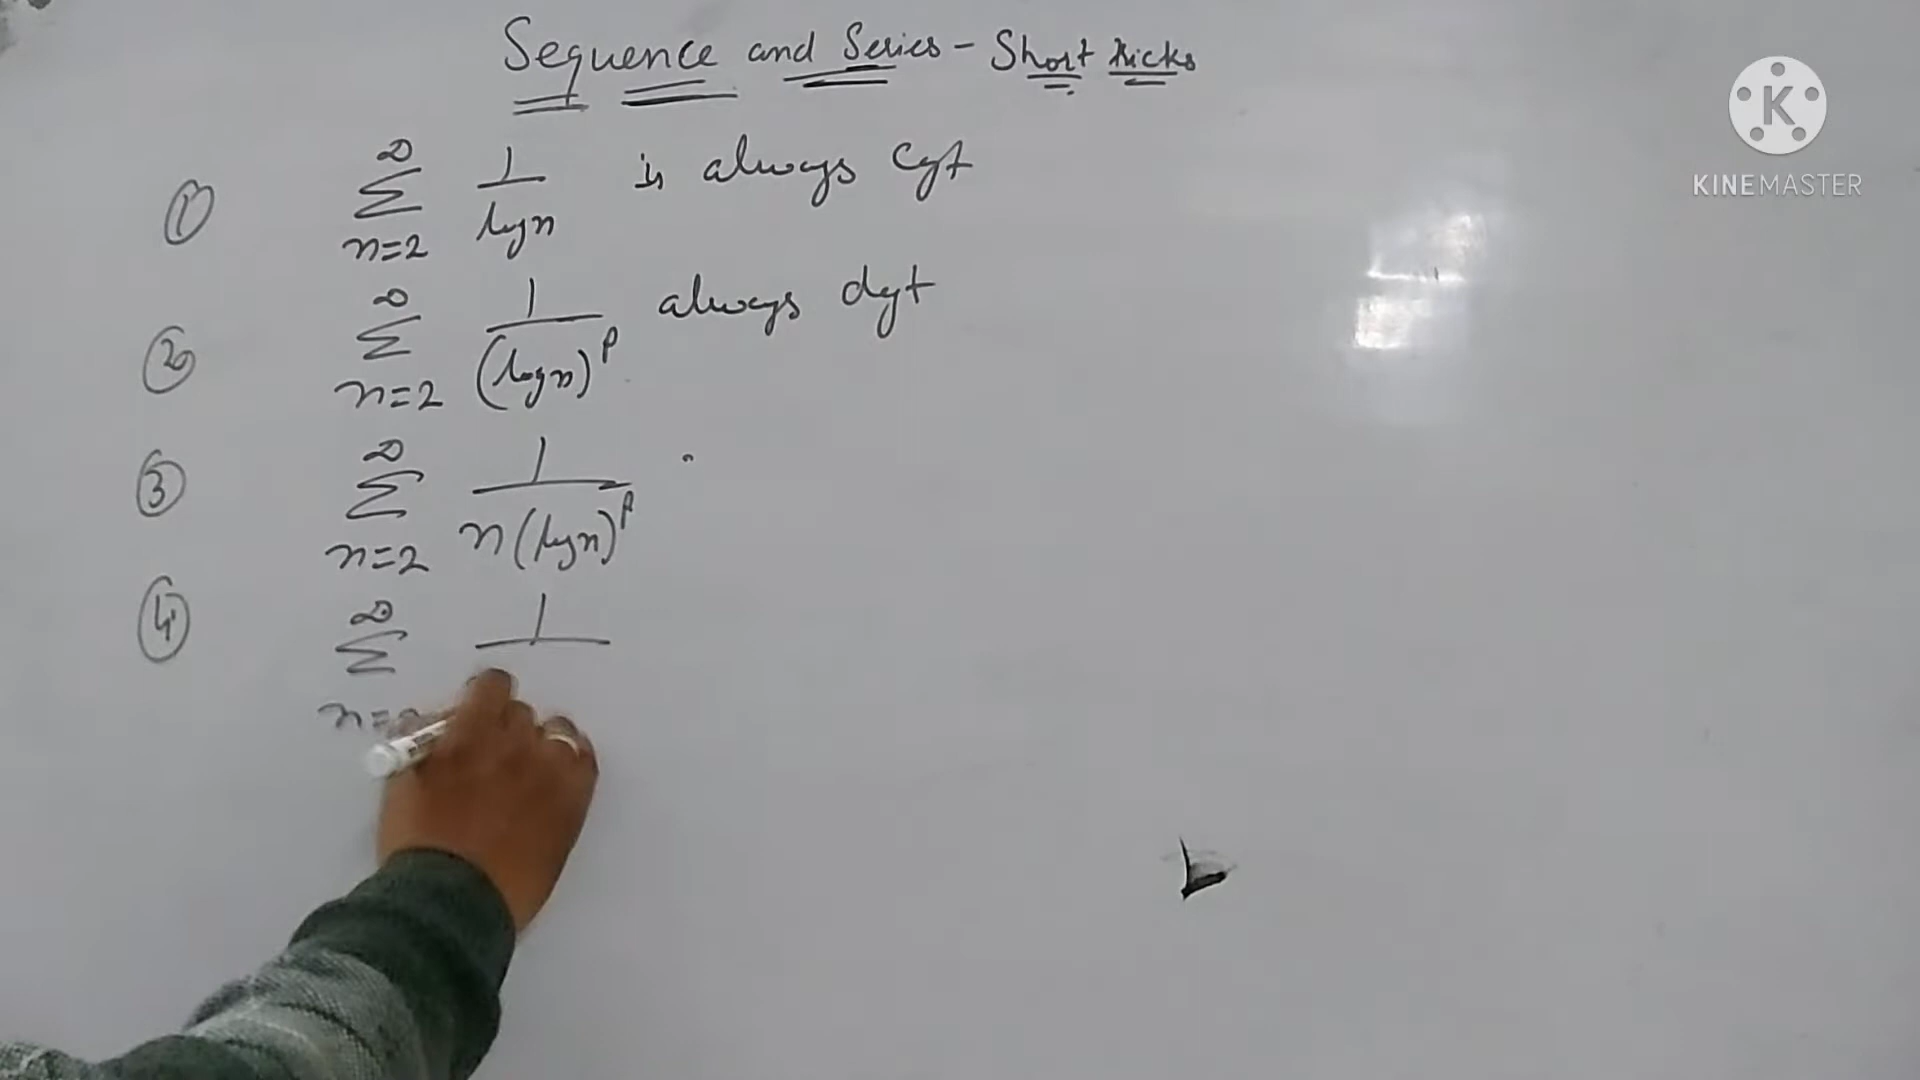 Sequence and Series - Short tricks
① ∞ Σ n=2 1/logn is always Cgt
② ∞ Σ n=2 1/(logn)^p always dgt
③ ∞ Σ n=2 1/n(logn)^p
④ ∞ Σ n= 1
K
KINEMASTER